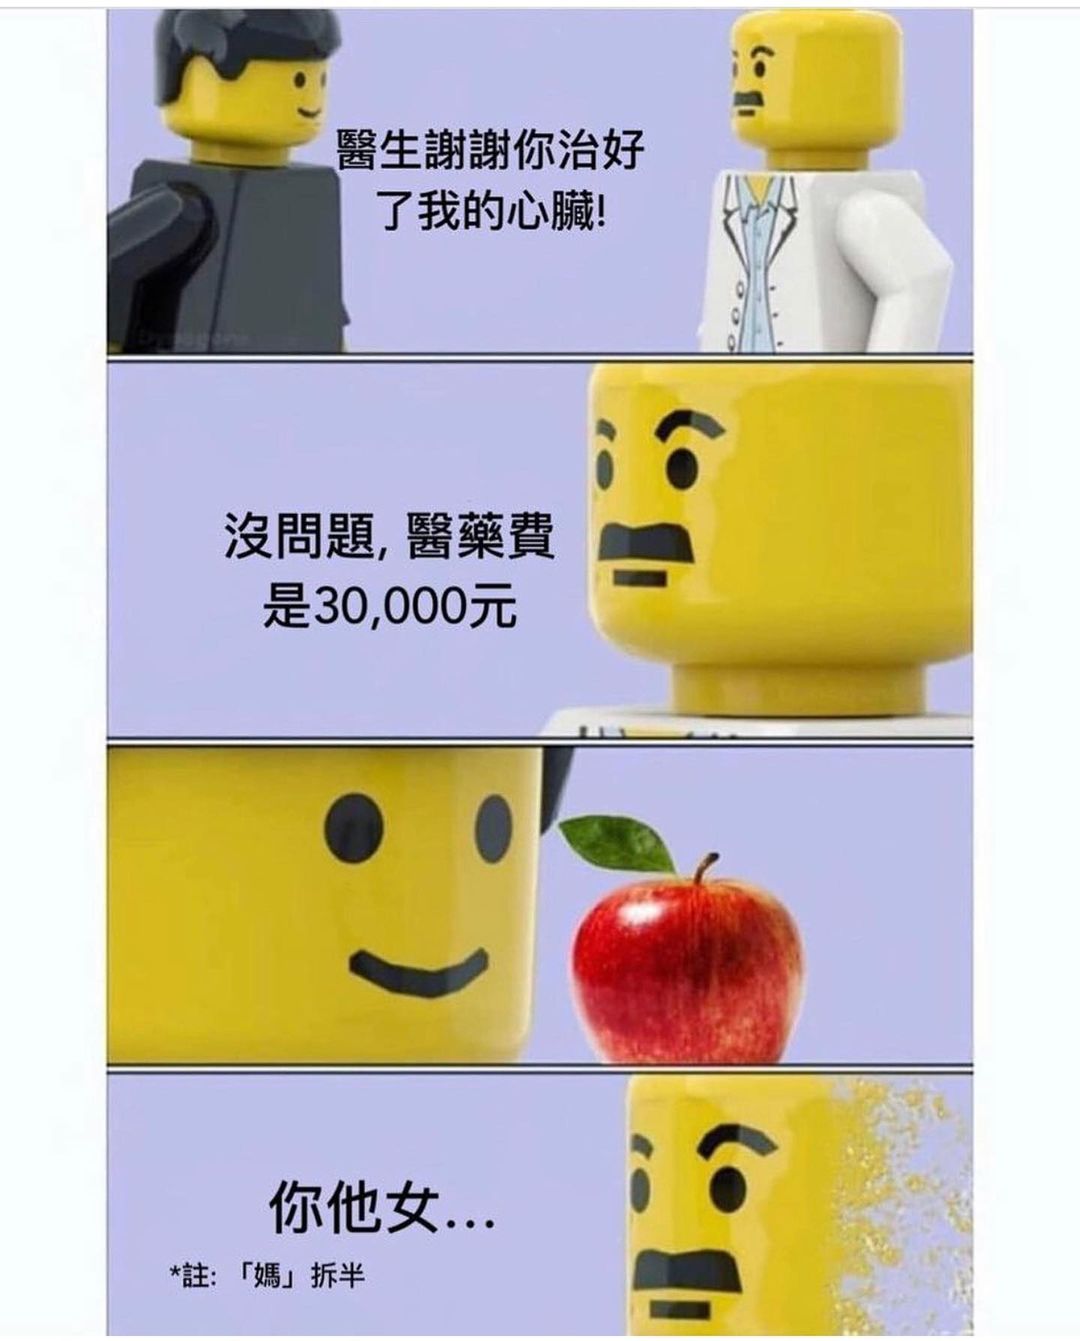 醫生謝謝你治好
了我的心臟!
沒問題, 醫藥費
是30,000元
你他女...
*註: 「媽」拆半